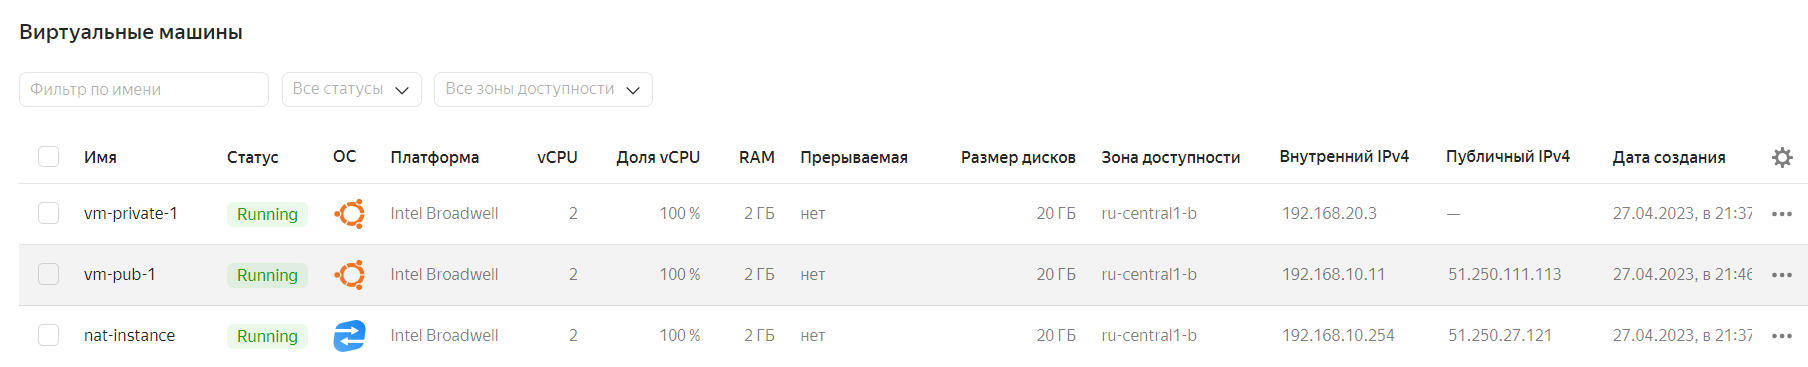 Виртуальные машины
Фильтр по имени Все статусы Все зоны доступности
Имя Статус ОС Платформа vCPU Доля vCPU RAM Прерываемая Размер дисков Зона доступности Внутренний IPv4 Публичный IPv4 Дата создания
vm-private-1 Running Intel Broadwell 2 100 % 2 ГБ нет 20 ГБ ru-central1-b 192.168.20.3 — 27.04.2023, в 21:37
vm-pub-1 Running Intel Broadwell 2 100 % 2 ГБ нет 20 ГБ ru-central1-b 192.168.10.11 51.250.111.113 27.04.2023, в 21:46
nat-instance Running Intel Broadwell 2 100 % 2 ГБ нет 20 ГБ ru-central1-b 192.168.10.254 51.250.27.121 27.04.2023, в 21:37